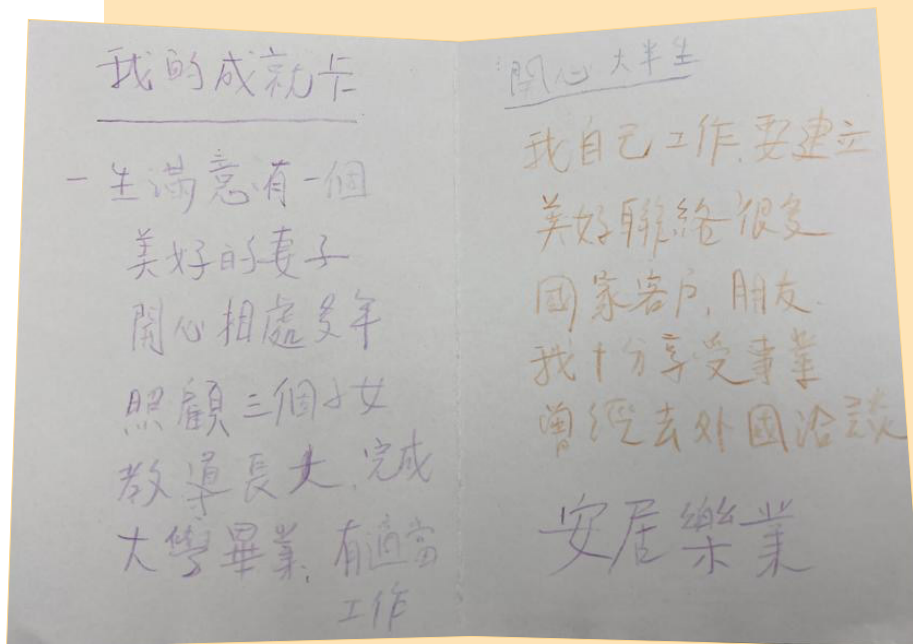 我的成就卡
一生滿意有一個
美好的妻子
開心相處多年
照顧三個小女
教導長大,完成
大學畢業,有適當
工作
開心大半生
我自己工作,要建立
美好聯絡很多
國家客户,朋友.
我十分享受事業
曾經去外國洽談
安居樂業